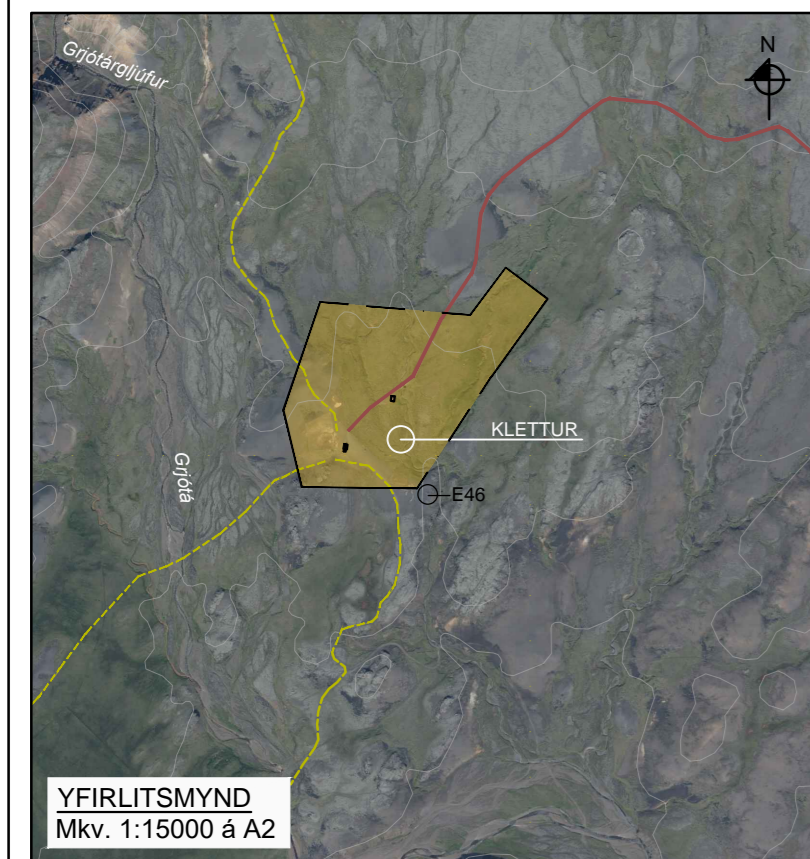 Grjótárgljúfur
N
KLETTUR
E46
Grjótá
YFIRLITSMYND
Mkv. 1:15000 á A2